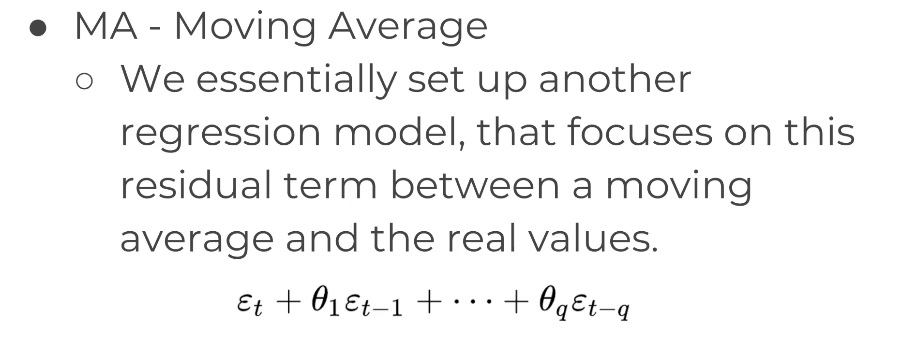 ● MA - Moving Average
○ We essentially set up another
regression model, that focuses on this
residual term between a moving
average and the real values.
εₜ + θ₁εₜ₋₁ + ⋯ + θ_qεₜ₋q